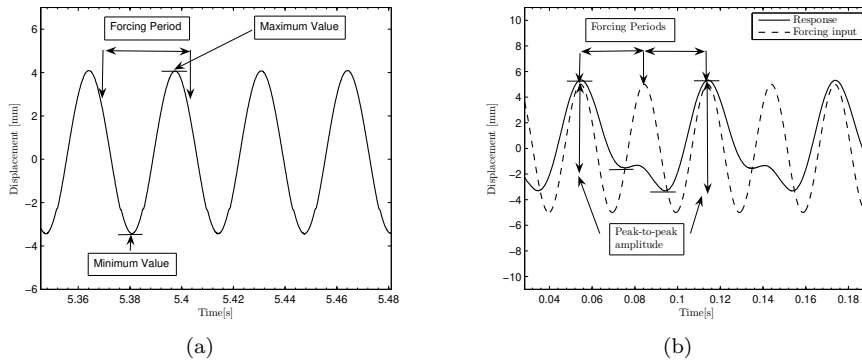 Forcing Period
Maximum Value
Minimum Value
Displacement [mm]
6
4
2
0
−2
−4
−6
5.36
5.38
5.4
5.42
5.44
5.46
5.48
Time[s]
(a)
Forcing Periods
Response
Forcing input
Peak-to-peak
amplitude
Displacement [mm]
10
8
6
4
2
0
−2
−4
−6
−8
−10
0.04
0.06
0.08
0.1
0.12
0.14
0.16
0.18
Time[s]
(b)